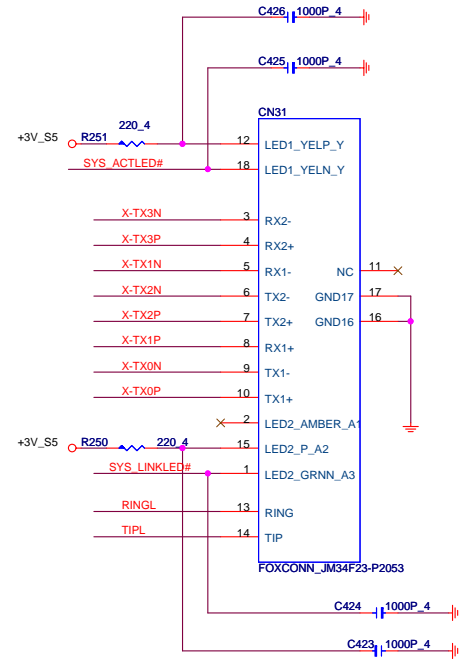 C426 1000P_4
C425 1000P_4
CN31
220_4
+3V_S5 R251 12 LED1_YELP_Y
SYS_ACTLED# 18 LED1_YELN_Y
X-TX3N 3 RX2-
X-TX3P 4 RX2+
X-TX1N 5 RX1- NC 11
X-TX2N 6 TX2- GND17 17
X-TX2P 7 TX2+ GND16 16
X-TX1P 8 RX1+
X-TX0N 9 TX1-
X-TX0P 10 TX1+
2 LED2_AMBER_A1
+3V_S5 R250 220_4 15 LED2_P_A2
SYS_LINKLED# 1 LED2_GRNN_A3
RINGL 13 RING
TIPL 14 TIP
FOXCONN_JM34F23-P2053
C424 1000P_4
C423 1000P_4